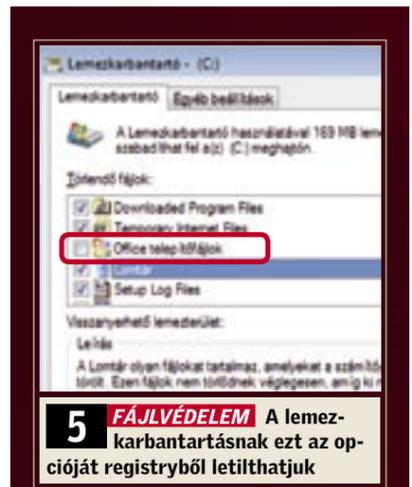 Lemezkarbantartó - (C:)
Lemezkarbantartó Egyéb beállítások
A Lemezkarbantartó használatával 169 MB lem
szabadíthat fel a(z) (C:) meghajtón.
Törlendő fájlok:
Downloaded Program Files
Temporary Internet Files
Office telepítőfájlok
Lomtár
Setup Log Files
Visszanyerhető lemezterület:
Leírás
A Lomtár olyan fájlokat tartalmaz, amelyeket a számító
törölt. Ezen fájlok nem törlődnek véglegesen, amíg ki n
5 FÁJLVÉDELEM A lemez-
karbantartásnak ezt az op-
cióját registryből letilthatjuk